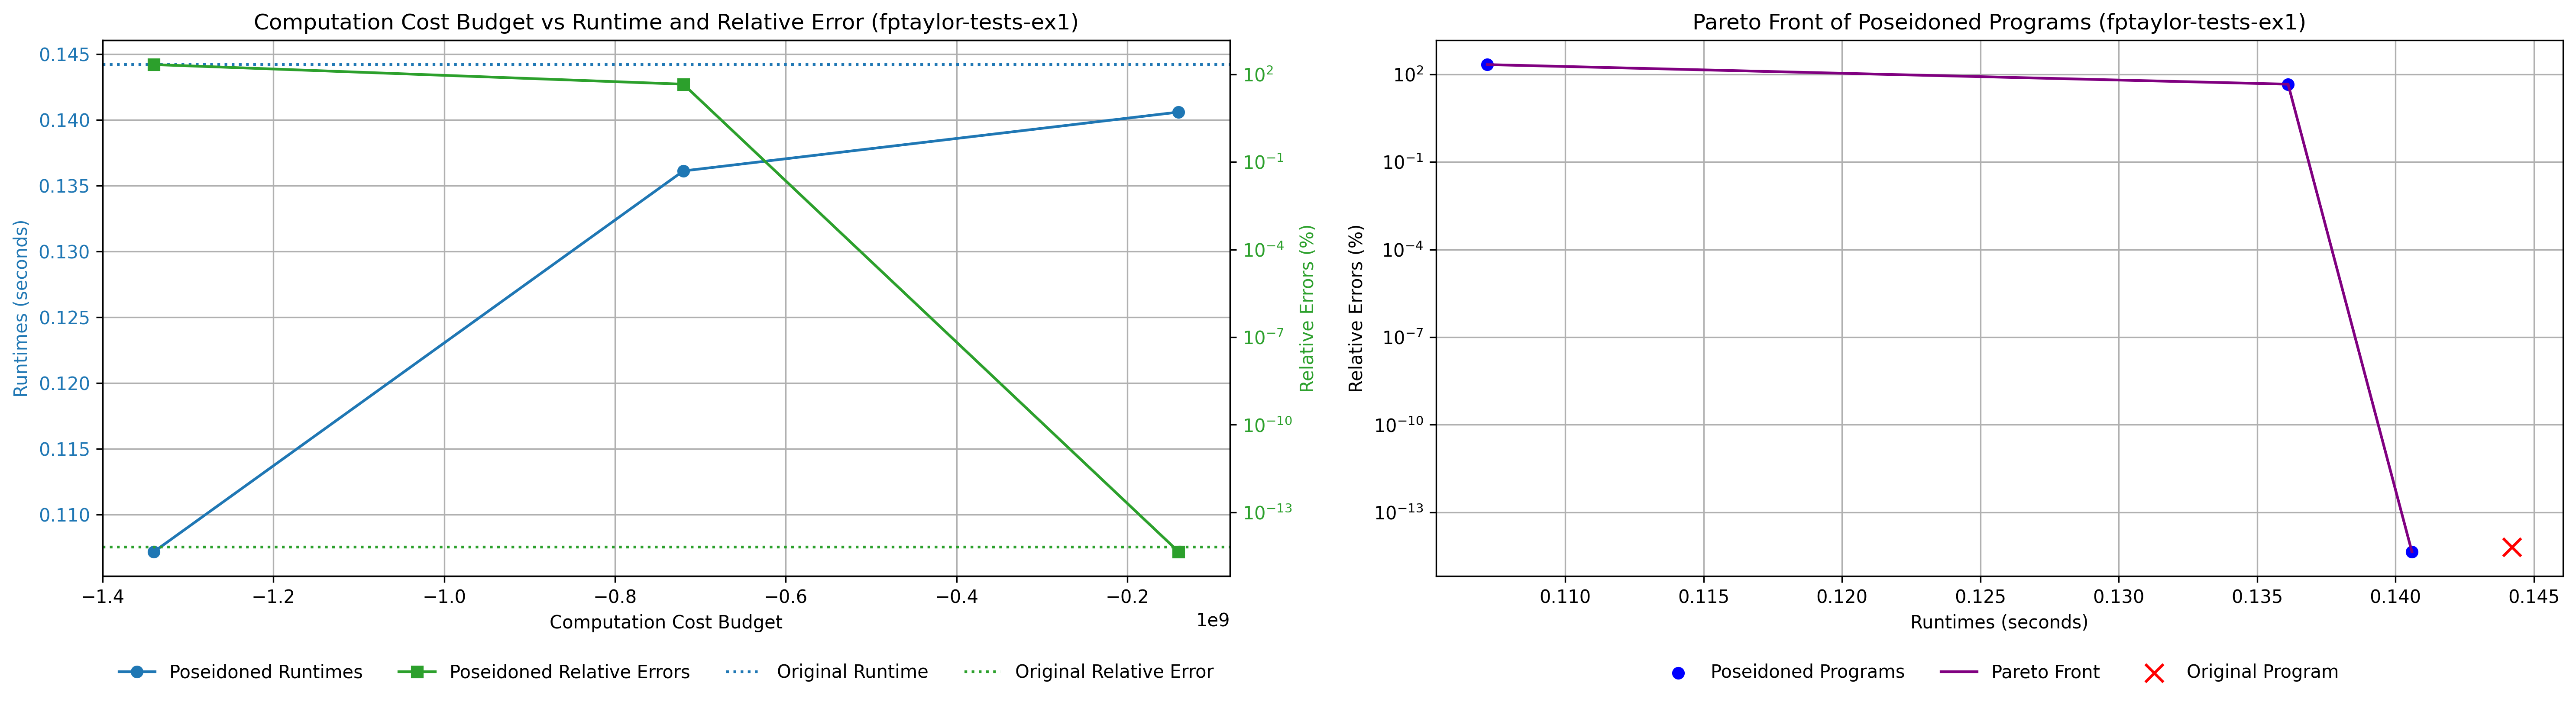 Computation Cost Budget vs Runtime and Relative Error (fptaylor-tests-ex1)
0.145
0.140
0.135
0.130
0.125
0.120
0.115
0.110
Runtimes (seconds)
10²
10⁻¹
10⁻⁴
10⁻⁷
10⁻¹⁰
10⁻¹³
Relative Errors (%)
−1.4 −1.2 −1.0 −0.8 −0.6 −0.4 −0.2
1e9
Computation Cost Budget
Poseidoned Runtimes Poseidoned Relative Errors Original Runtime Original Relative Error
Pareto Front of Poseidoned Programs (fptaylor-tests-ex1)
10²
10⁻¹
10⁻⁴
10⁻⁷
10⁻¹⁰
10⁻¹³
Relative Errors (%)
0.110 0.115 0.120 0.125 0.130 0.135 0.140 0.145
Runtimes (seconds)
Poseidoned Programs Pareto Front Original Program